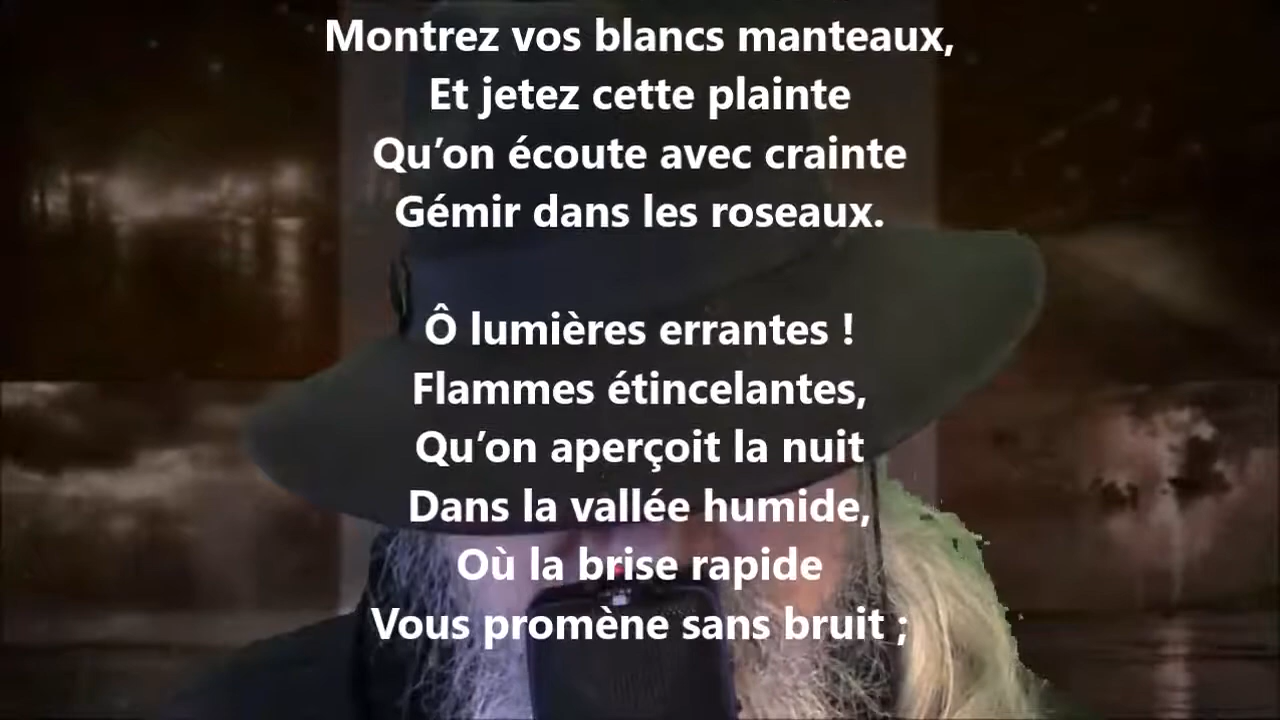 Montrez vos blancs manteaux,
Et jetez cette plainte
Qu’on écoute avec crainte
Gémir dans les roseaux.
Ô lumières errantes !
Flammes étincelantes,
Qu’on aperçoit la nuit
Dans la vallée humide,
Où la brise rapide
Vous promène sans bruit ;